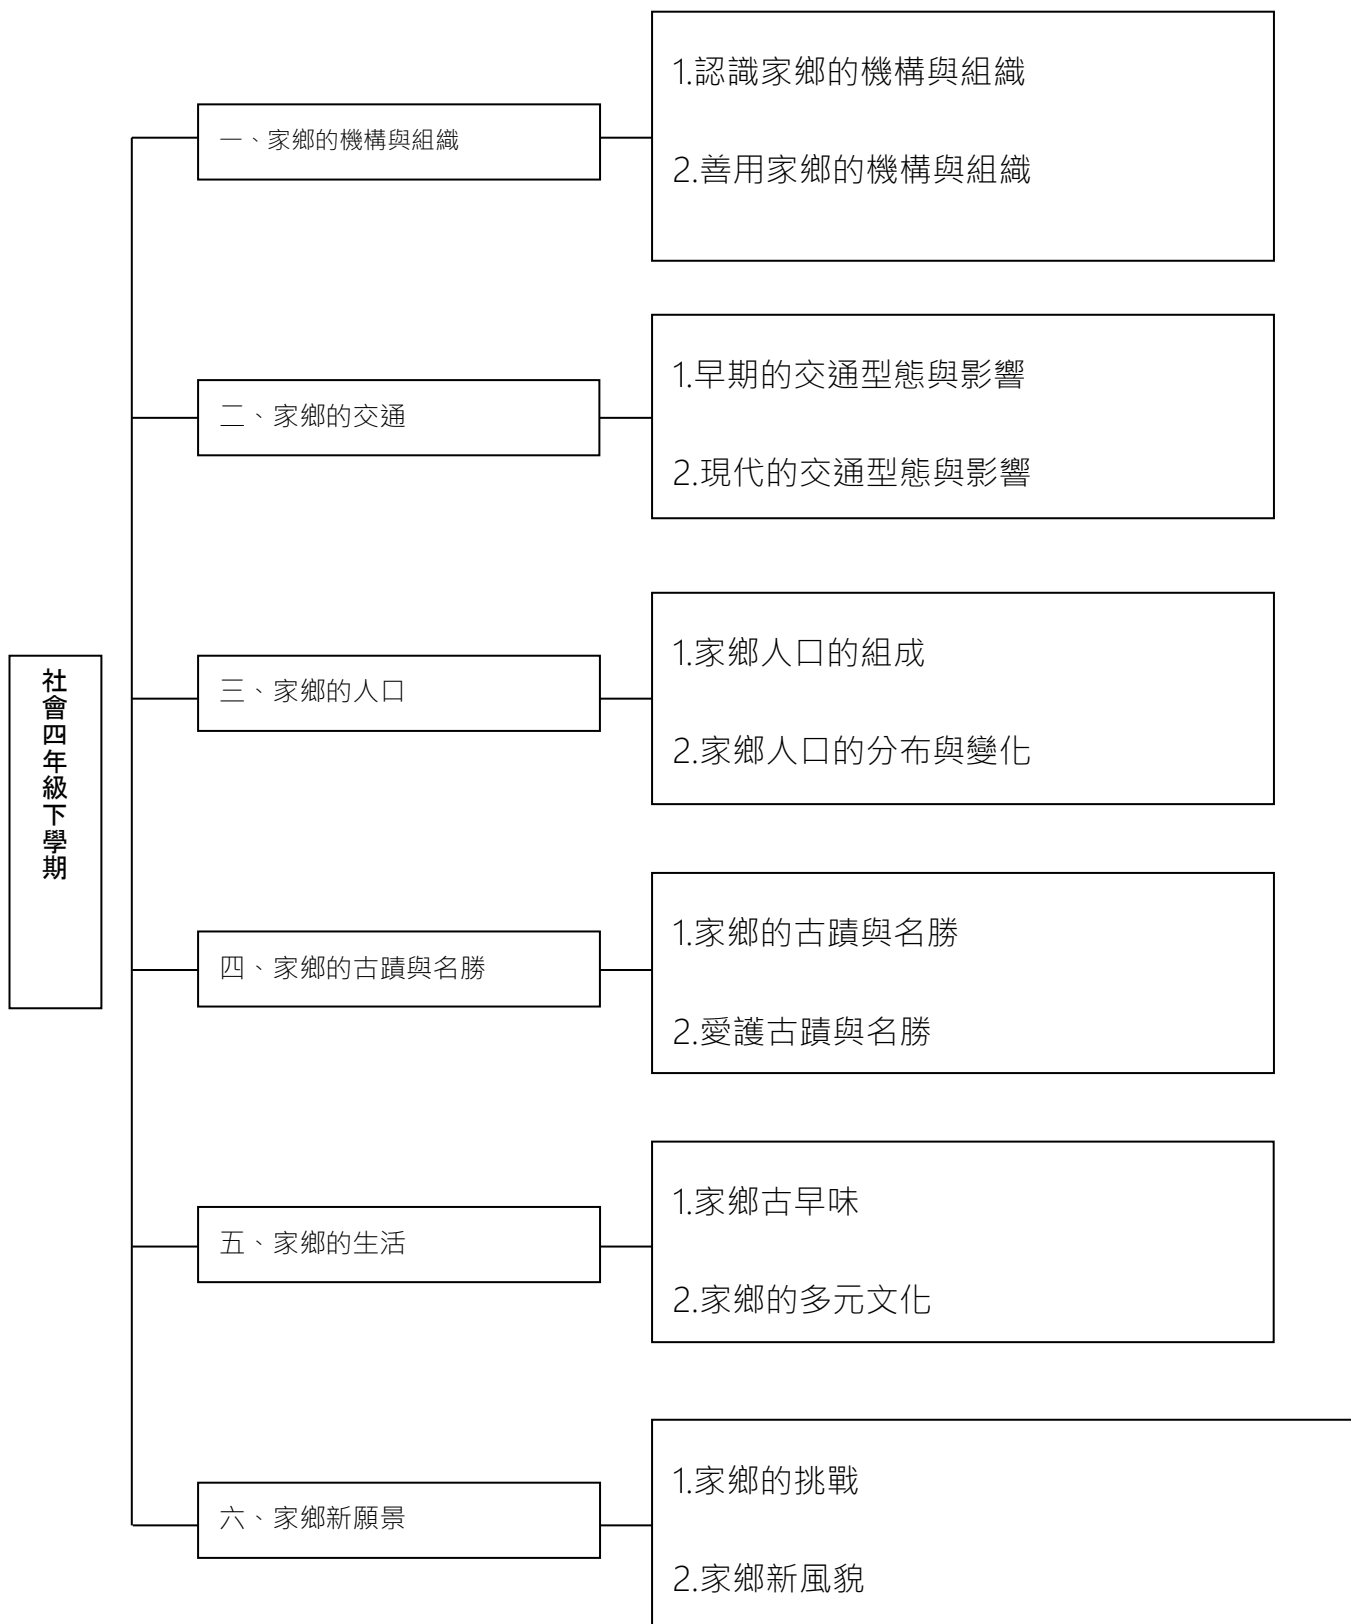 社會四年級下學期
一、家鄉的機構與組織
1.認識家鄉的機構與組織
2.善用家鄉的機構與組織
二、家鄉的交通
1.早期的交通型態與影響
2.現代的交通型態與影響
三、家鄉的人口
1.家鄉人口的組成
2.家鄉人口的分布與變化
四、家鄉的古蹟與名勝
1.家鄉的古蹟與名勝
2.愛護古蹟與名勝
五、家鄉的生活
1.家鄉古早味
2.家鄉的多元文化
六、家鄉新願景
1.家鄉的挑戰
2.家鄉新風貌